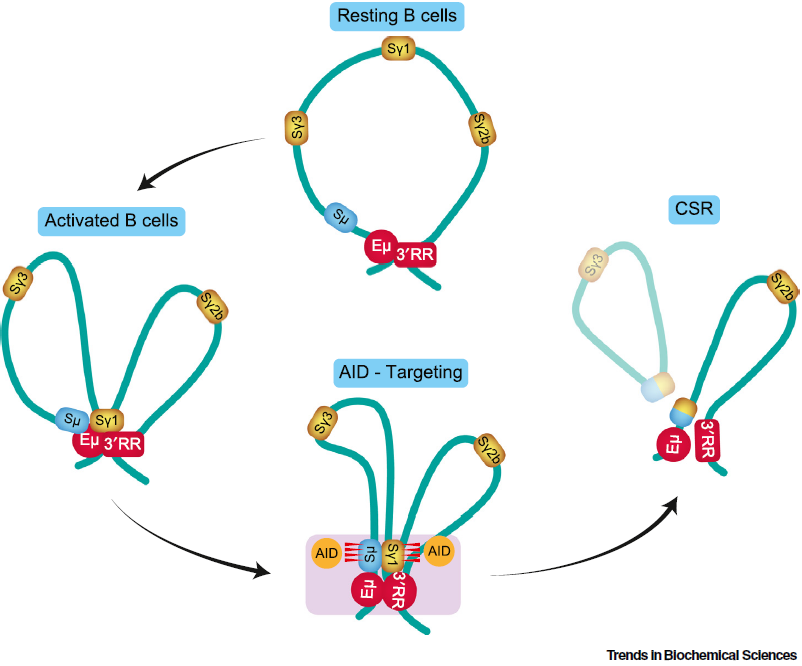 Resting B cells
Sγ1
Sγ3
Sγ2b
Sμ
Eμ
3′RR
Activated B cells
Sγ3
Sγ2b
Sμ
Sγ1
Eμ
3′RR
AID - Targeting
Sγ3
Sγ2b
AID
Sμ
Sγ1
AID
Eμ
3′RR
CSR
Sγ3
Sγ2b
Eμ
3′RR
Trends in Biochemical Sciences